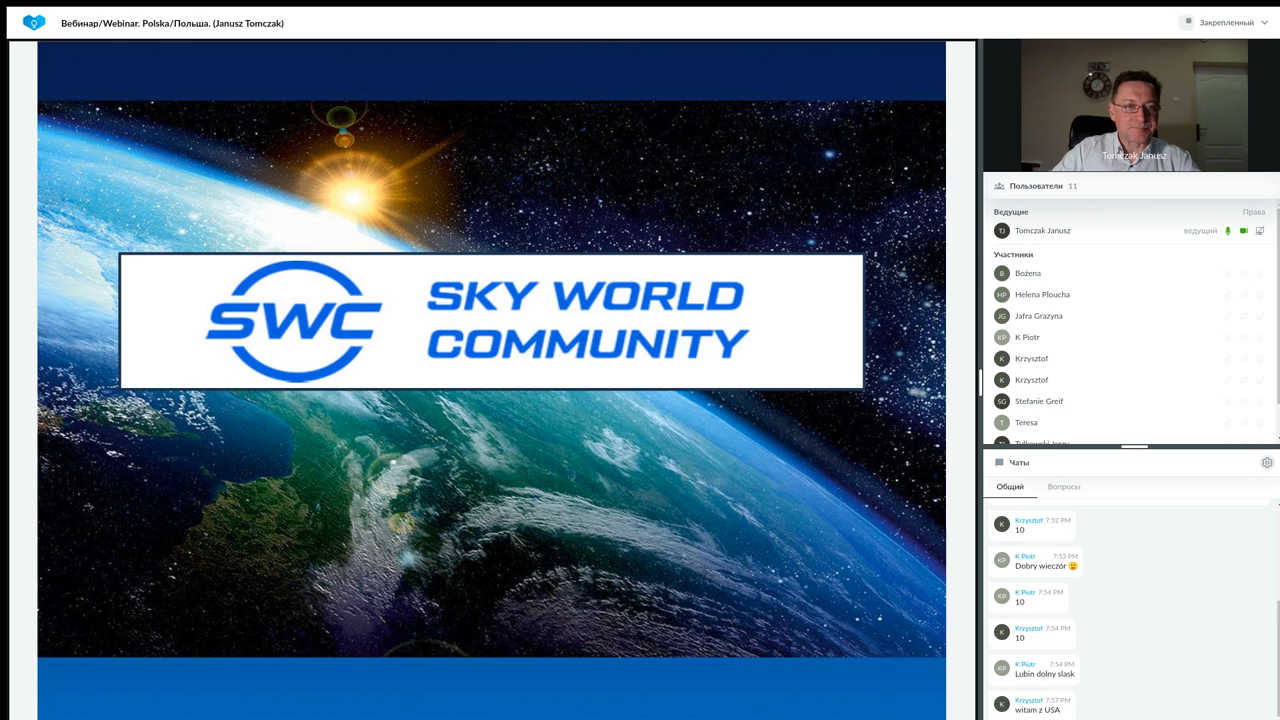 Вебинар/Webinar. Polska/Польша. (Janusz Tomczak)
Закрепленный
SWC
SKY WORLD
COMMUNITY
Tomczak Janusz
Пользователи 11
Ведущие Права
TJ Tomczak Janusz ведущий
Участники
B Bożena
HP Helena Ploucha
JG Jafra Grazyna
KP K Piotr
K Krzysztof
K Krzysztof
SG Stefanie Greif
T Teresa
Чаты
Общий Вопросы
K Krzysztof 7:52 PM
10
KP K Piotr 7:53 PM
Dobry wieczór 🙂
KP K Piotr 7:54 PM
10
K Krzysztof 7:54 PM
10
KP K Piotr 7:54 PM
Lubin dolny slask
K Krzysztof 7:57 PM
witam z USA